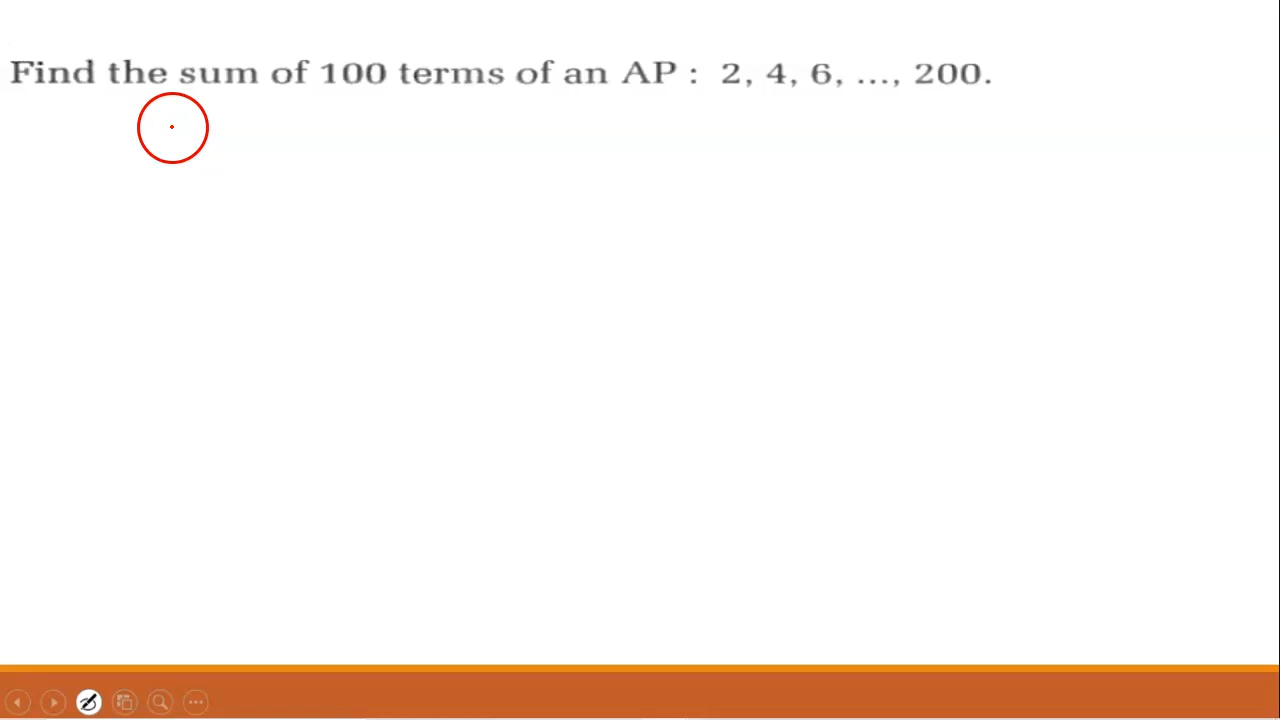 Find the sum of 100 terms of an AP : 2, 4, 6, ..., 200.